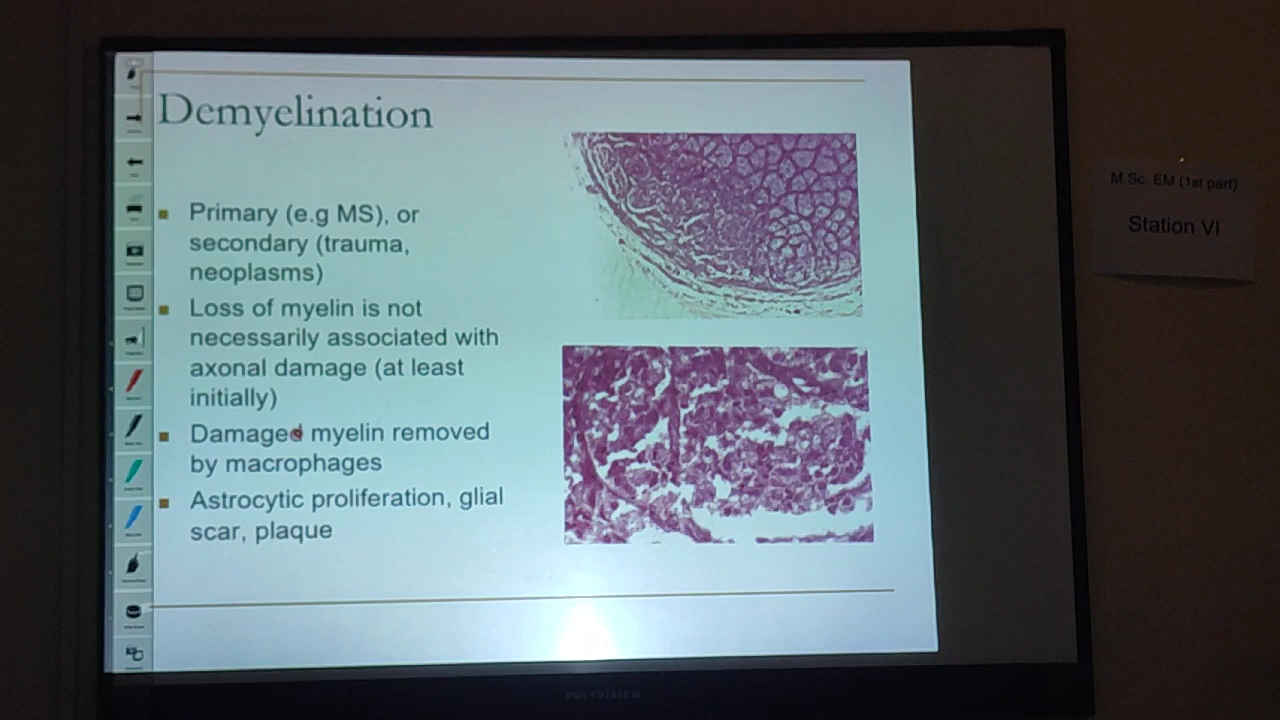 Demyelination
Primary (e.g MS), or
secondary (trauma,
neoplasms)
Loss of myelin is not
necessarily associated with
axonal damage (at least
initially)
Damaged myelin removed
by macrophages
Astrocytic proliferation, glial
scar, plaque
M.Sc. EM (1st part)
Station VI
POLYVISION